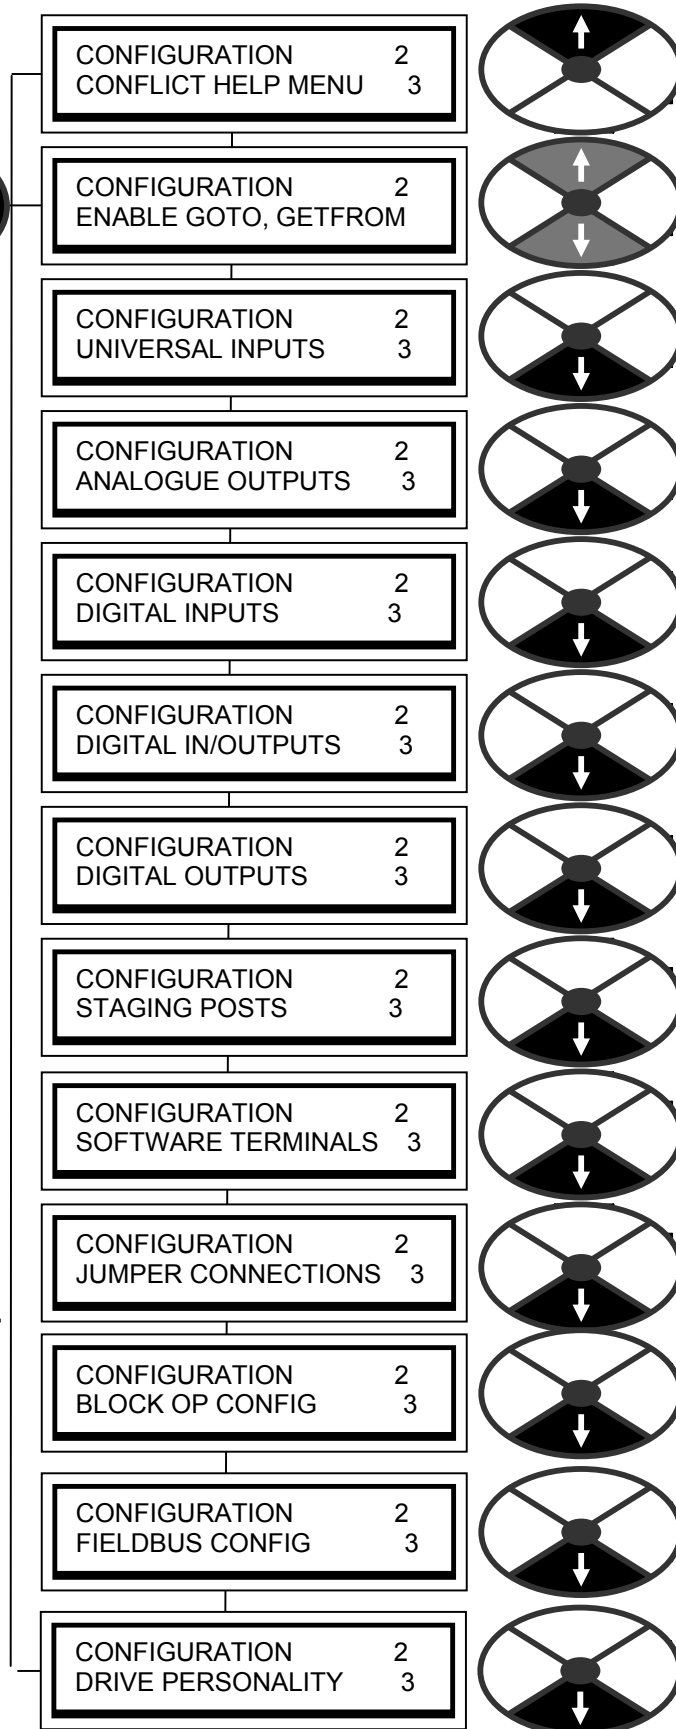 CONFIGURATION 2
CONFLICT HELP MENU 3
CONFIGURATION 2
ENABLE GOTO, GETFROM
CONFIGURATION 2
UNIVERSAL INPUTS 3
CONFIGURATION 2
ANALOGUE OUTPUTS 3
CONFIGURATION 2
DIGITAL INPUTS 3
CONFIGURATION 2
DIGITAL IN/OUTPUTS 3
CONFIGURATION 2
DIGITAL OUTPUTS 3
CONFIGURATION 2
STAGING POSTS 3
CONFIGURATION 2
SOFTWARE TERMINALS 3
CONFIGURATION 2
JUMPER CONNECTIONS 3
CONFIGURATION 2
BLOCK OP CONFIG 3
CONFIGURATION 2
FIELDBUS CONFIG 3
CONFIGURATION 2
DRIVE PERSONALITY 3